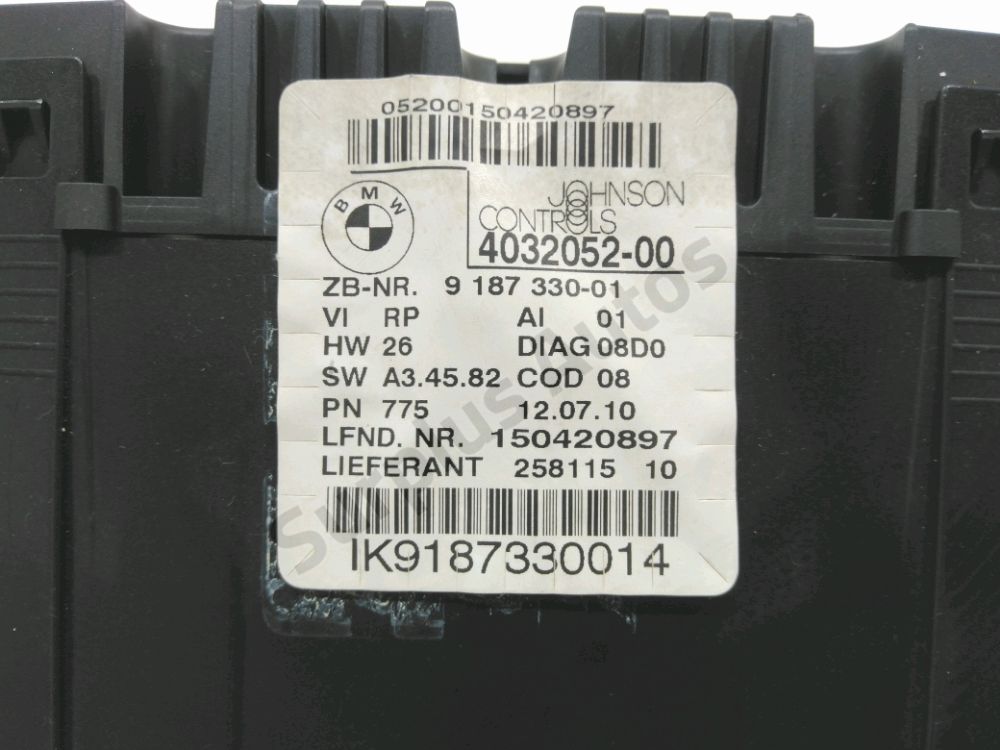 05200150420897
BMW
JOHNSON
CONTROLS
4032052-00
ZB-NR. 9 187 330-01
VI RP AI 01
HW 26 DIAG 08D0
SW A3.45.82 COD 08
PN 775 12.07.10
LFND. NR. 150420897
LIEFERANT 258115 10
IK9187330014
Surplus Autos